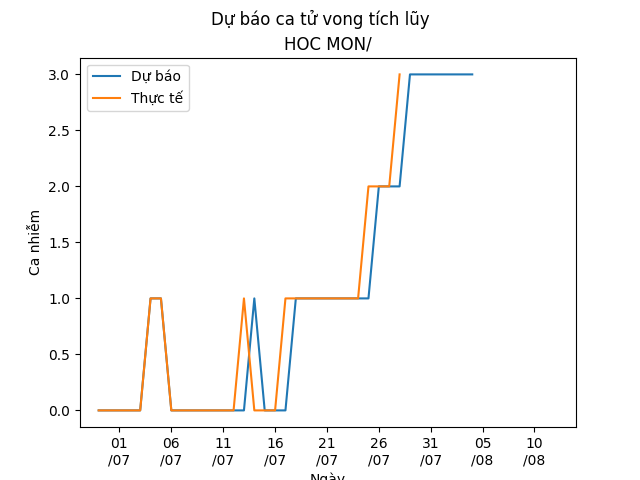 Dự báo ca tử vong tích lũy
HOC MON/
Dự báo
Thực tế
Ca nhiễm
3.0
2.5
2.0
1.5
1.0
0.5
0.0
01 06 11 16 21 26 31 05 10
/07 /07 /07 /07 /07 /07 /07 /08 /08
Ngày